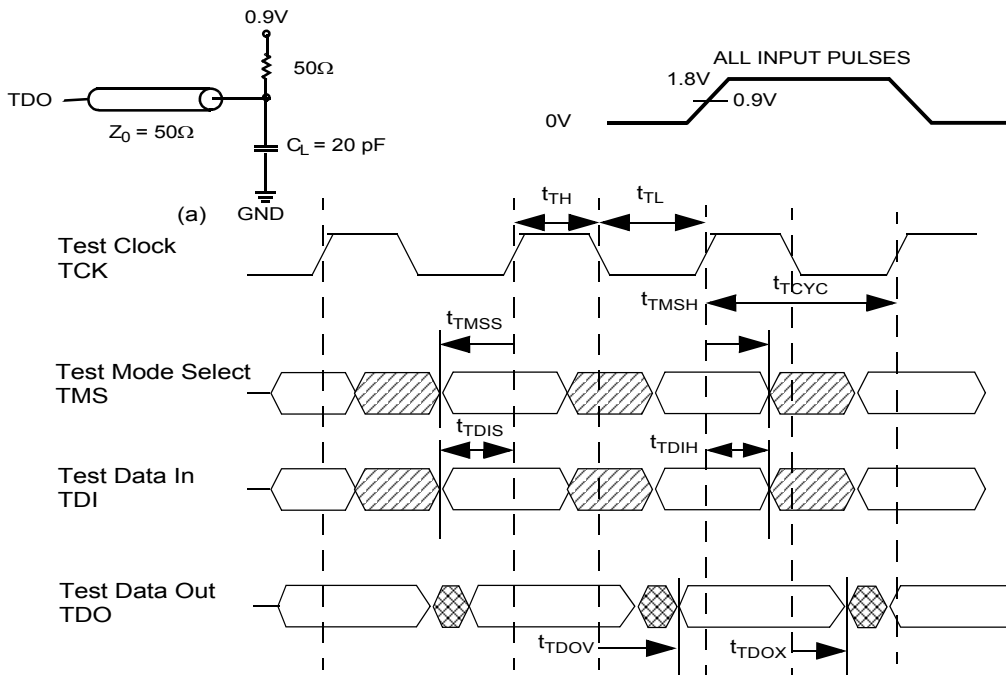 0.9V
50Ω
TDO
Z0 = 50Ω
CL = 20 pF
(a)
GND
ALL INPUT PULSES
1.8V
0.9V
0V
tTH
tTL
Test Clock
TCK
tTCYC
tTMSH
tTMSS
Test Mode Select
TMS
tTDIS
tTDIH
Test Data In
TDI
Test Data Out
TDO
tTDOV
tTDOX